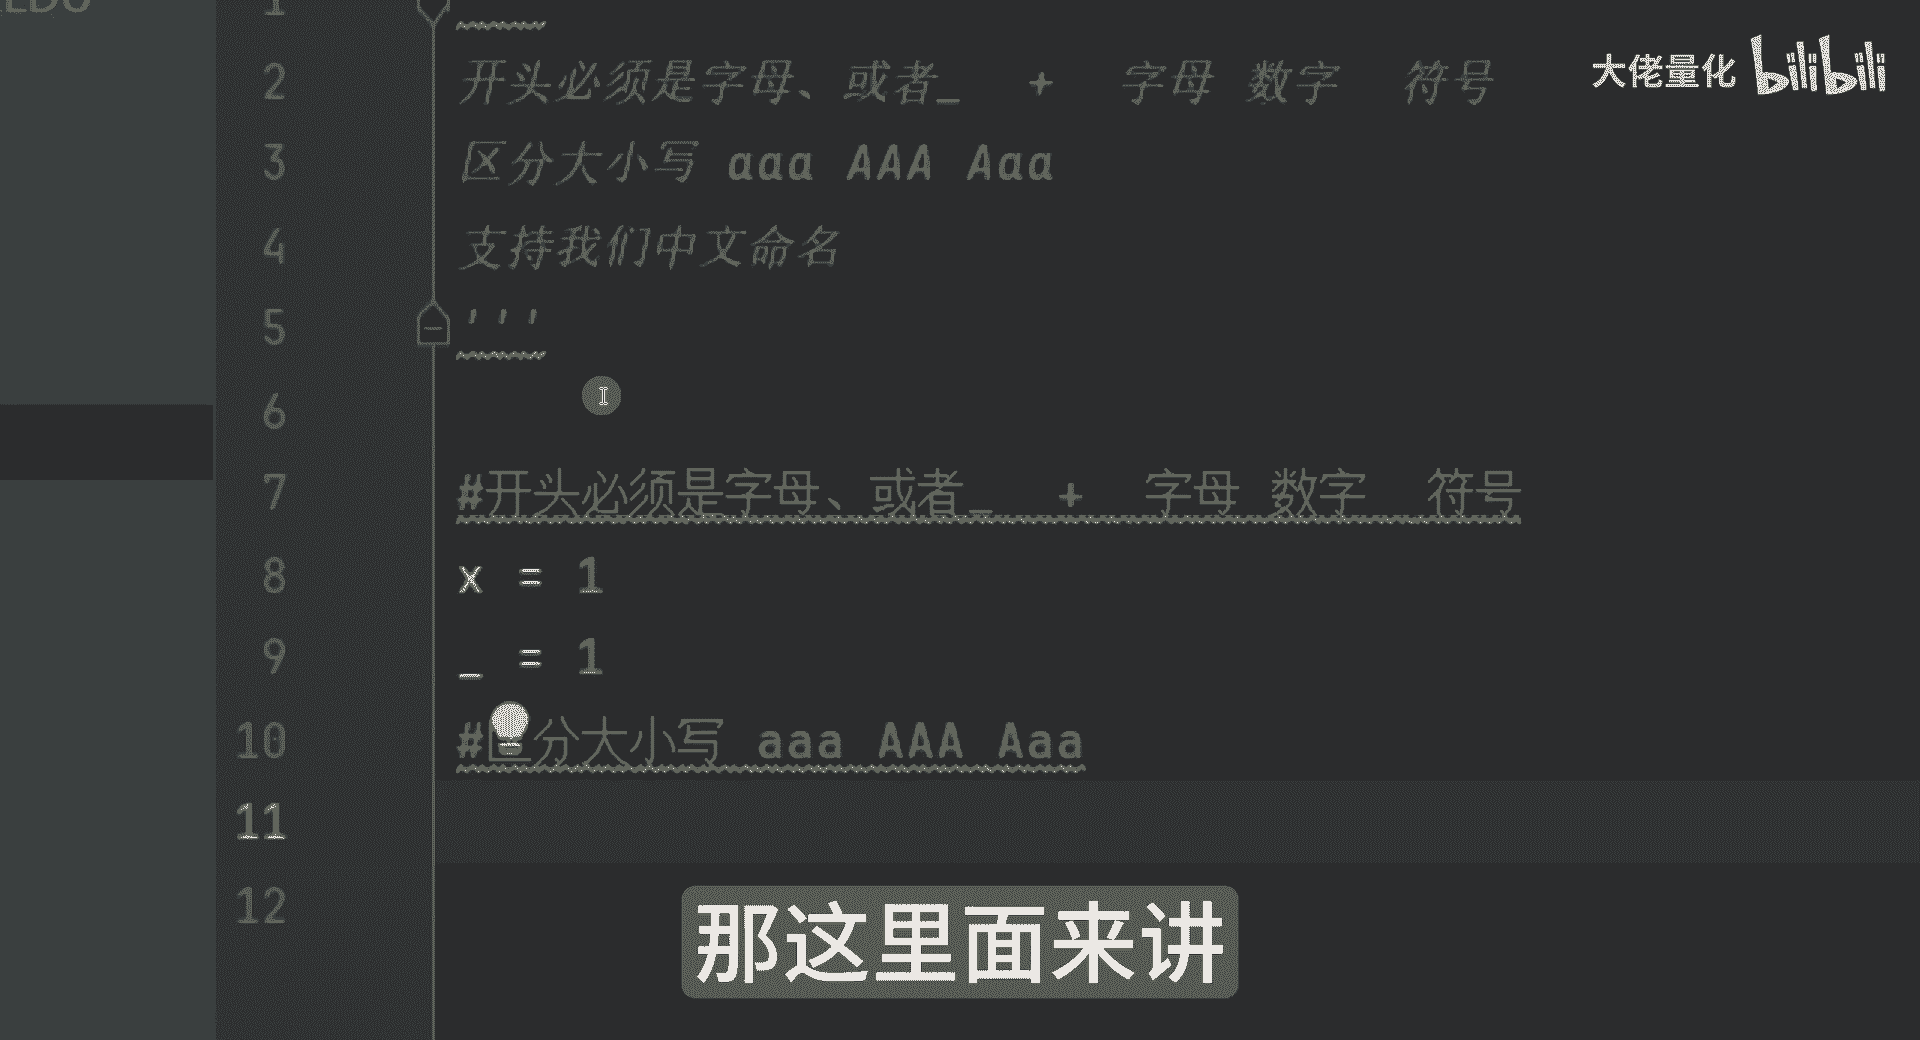 1
2 开头必须是字母、或者_ + 字母 数字 符号
大佬量化 bilibili
3 区分大小写 aaa AAA Aaa
4 支持我们中文命名
5 '''
6
7 #开头必须是字母、或者_ + 字母 数字 符号
8 x = 1
9 _ = 1
10 #区分大小写 aaa AAA Aaa
11
12
那这里面来讲